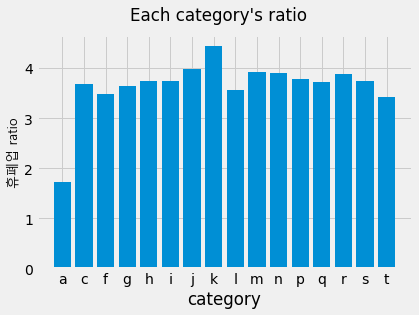 Each category's ratio
4
3
2
1
0
휴폐업 ratio
a c f g h i j k l m n p q r s t
category